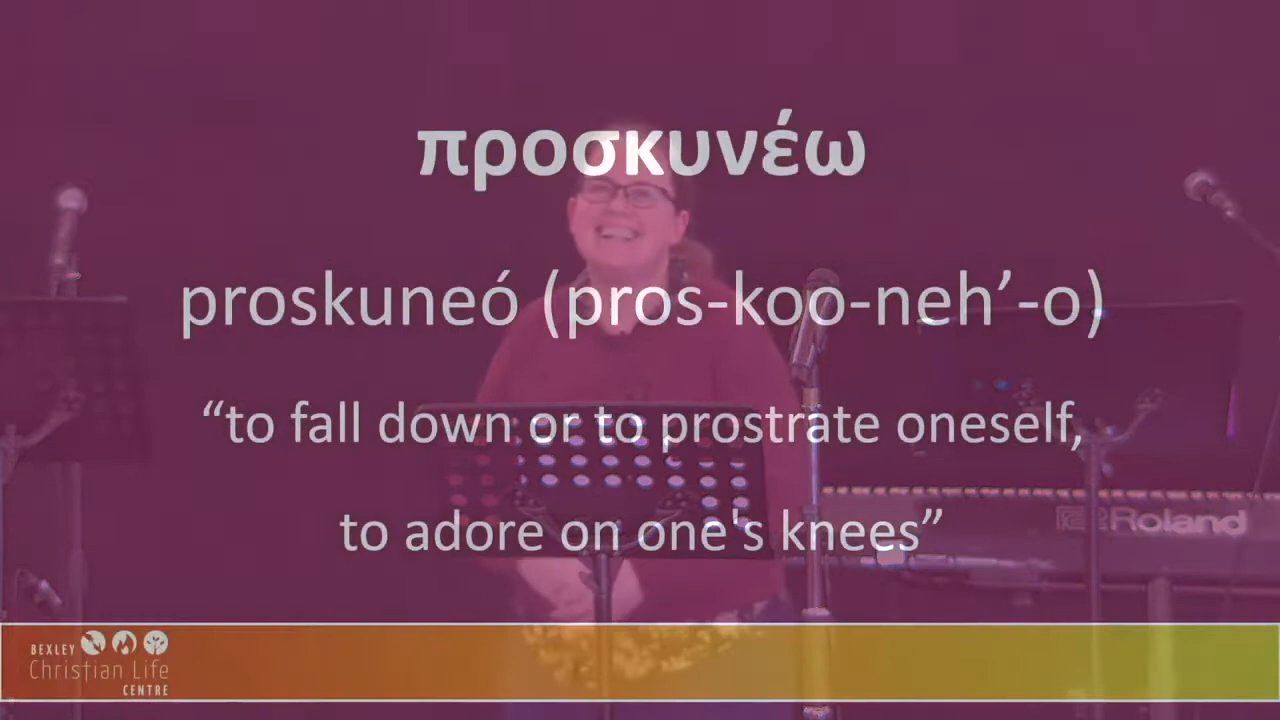 προσκυνέω
proskuneó (pros-koo-neh’-o)
“to fall down or to prostrate oneself,
to adore on one's knees”
Roland
BEXLEY
Christian Life
CENTRE